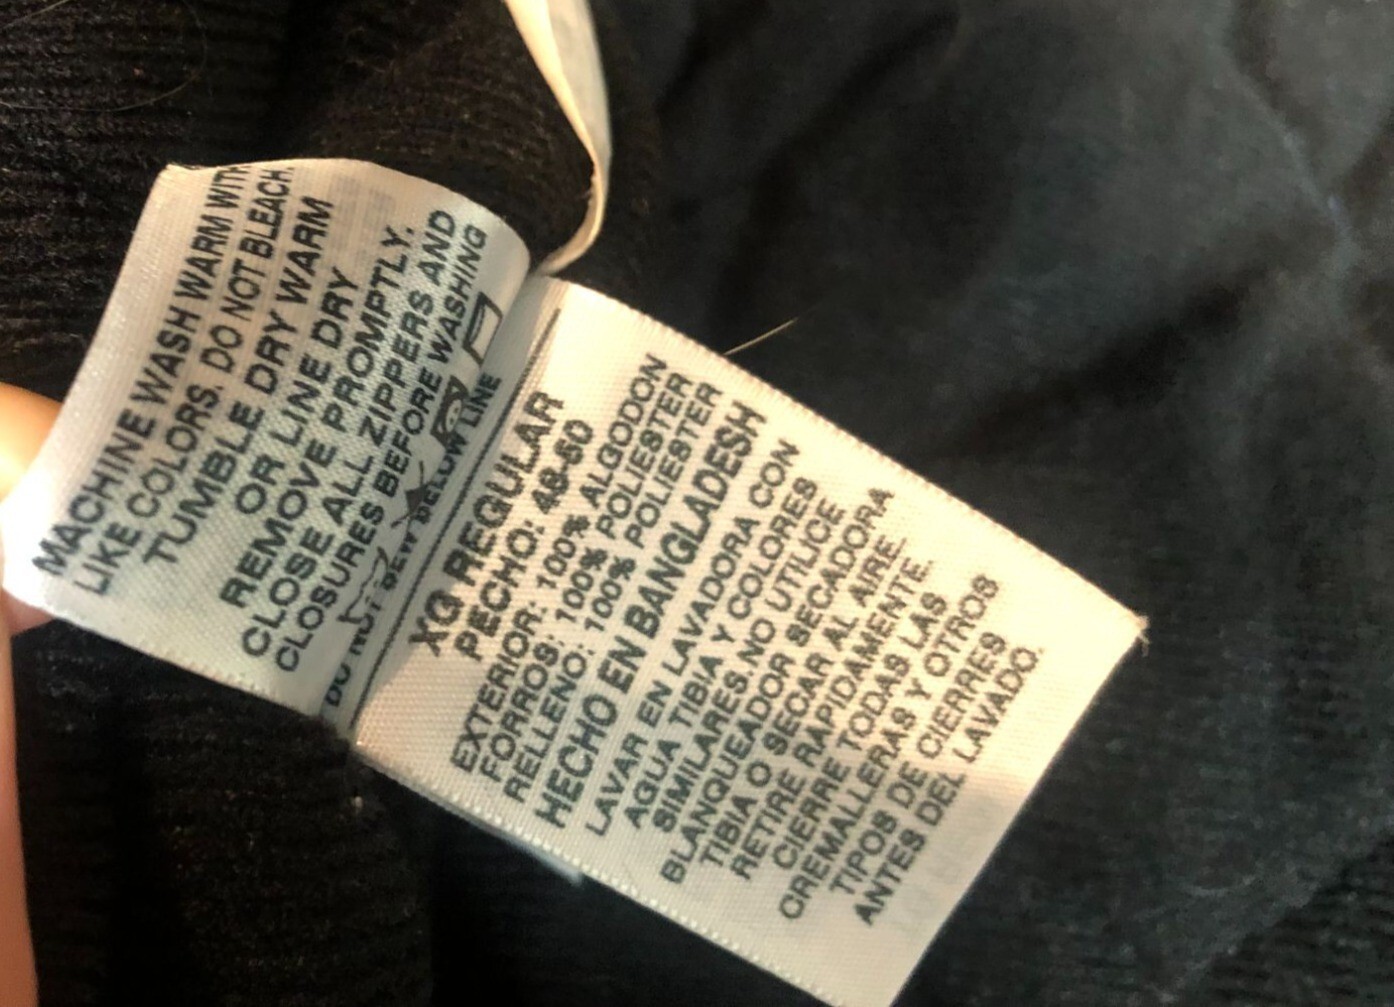 MACHINE WASH WARM WITH
LIKE COLORS. DO NOT BLEACH.
TUMBLE DRY WARM
OR LINE DRY
REMOVE PROMPTLY.
CLOSE ALL ZIPPERS AND
CLOSURES BEFORE WASHING
DO NOT SEW BELOW LINE
XG REGULAR
PECHO: 48-50
EXTERIOR: 100% ALGODON
FORROS: 100% POLIESTER
RELLENO: 100% POLIESTER
HECHO EN BANGLADESH
LAVAR EN LAVADORA CON
AGUA TIBIA Y COLORES
SIMILARES.NO UTILICE
BLANQUEADOR SECADORA
TIBIA O SECAR AL AIRE.
RETIRE RAPIDAMENTE.
CIERRE TODAS LAS
CREMALLERAS Y OTROS
TIPOS DE CIERRES
ANTES DEL LAVADO.